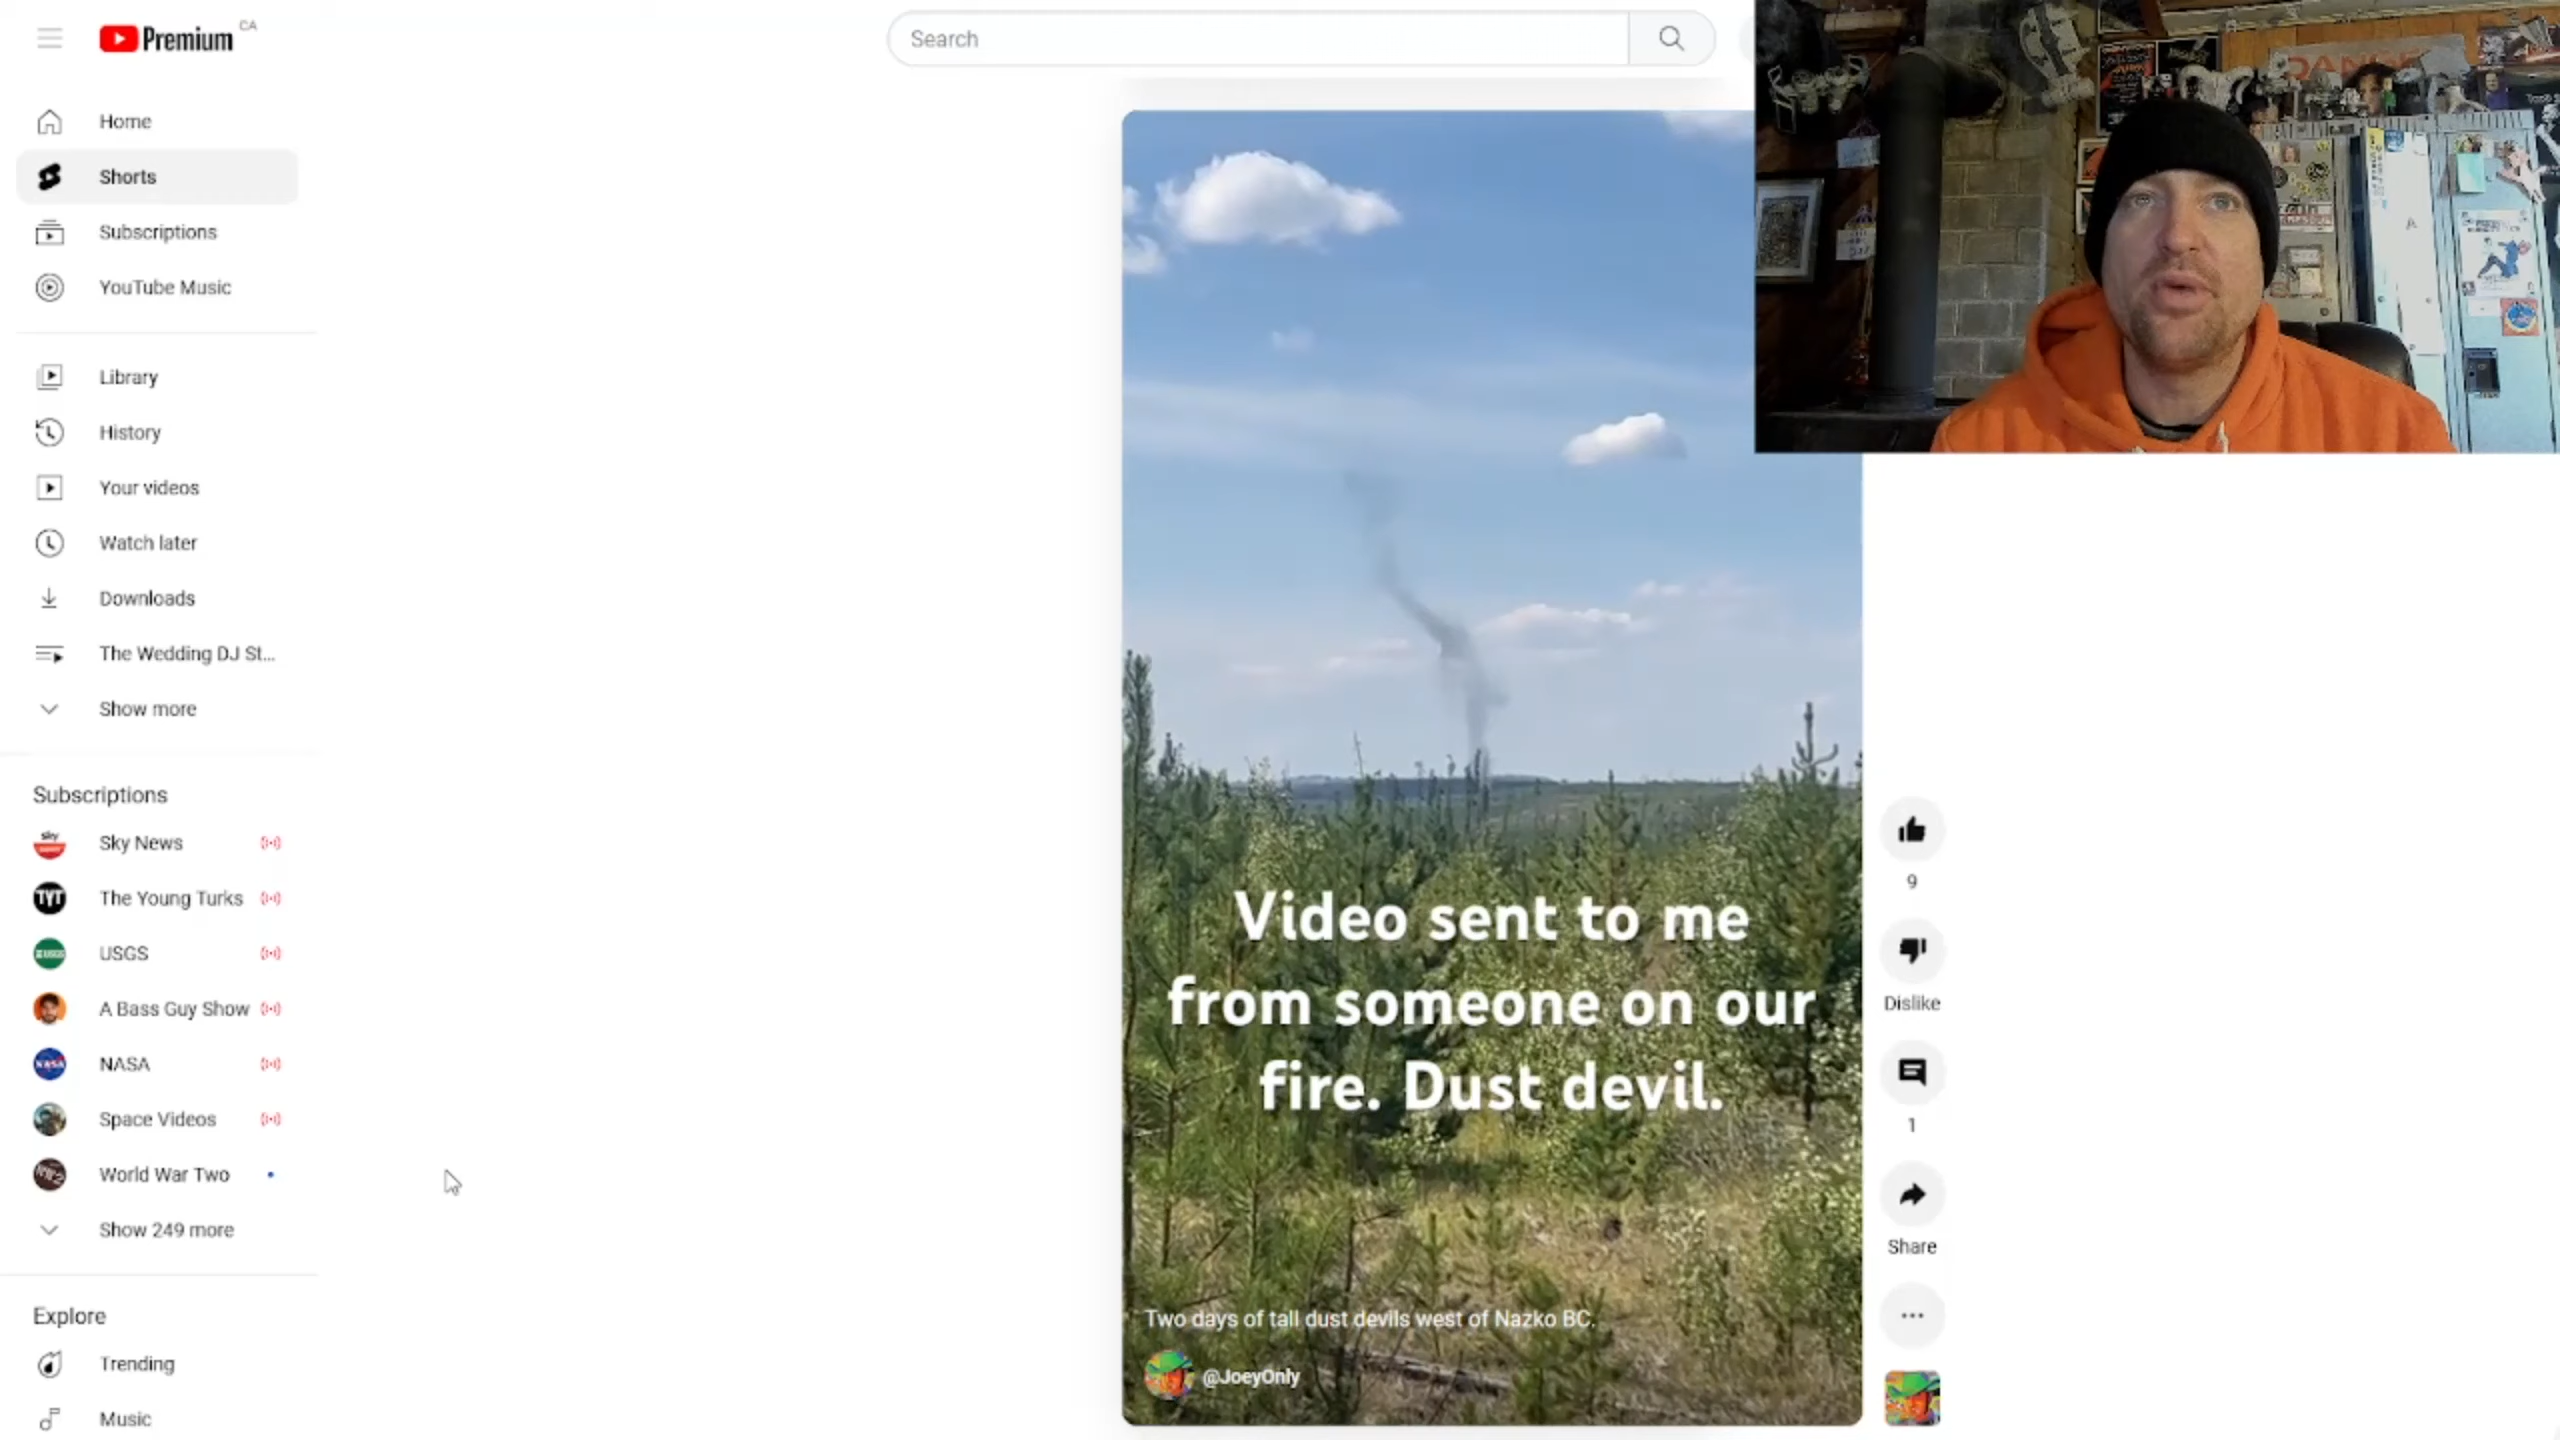 Premium CA
Search
Home
Shorts
Subscriptions
YouTube Music
Library
History
Your videos
Watch later
Downloads
The Wedding DJ St...
Show more
Subscriptions
Sky News
The Young Turks
USGS
A Bass Guy Show
NASA
Space Videos
World War Two
Show 249 more
Explore
Trending
Music
Video sent to me
from someone on our
fire. Dust devil.
Two days of tall dust devils west of Nazko BC.
@JoeyOnly
9
Dislike
1
Share
TYT
NASA